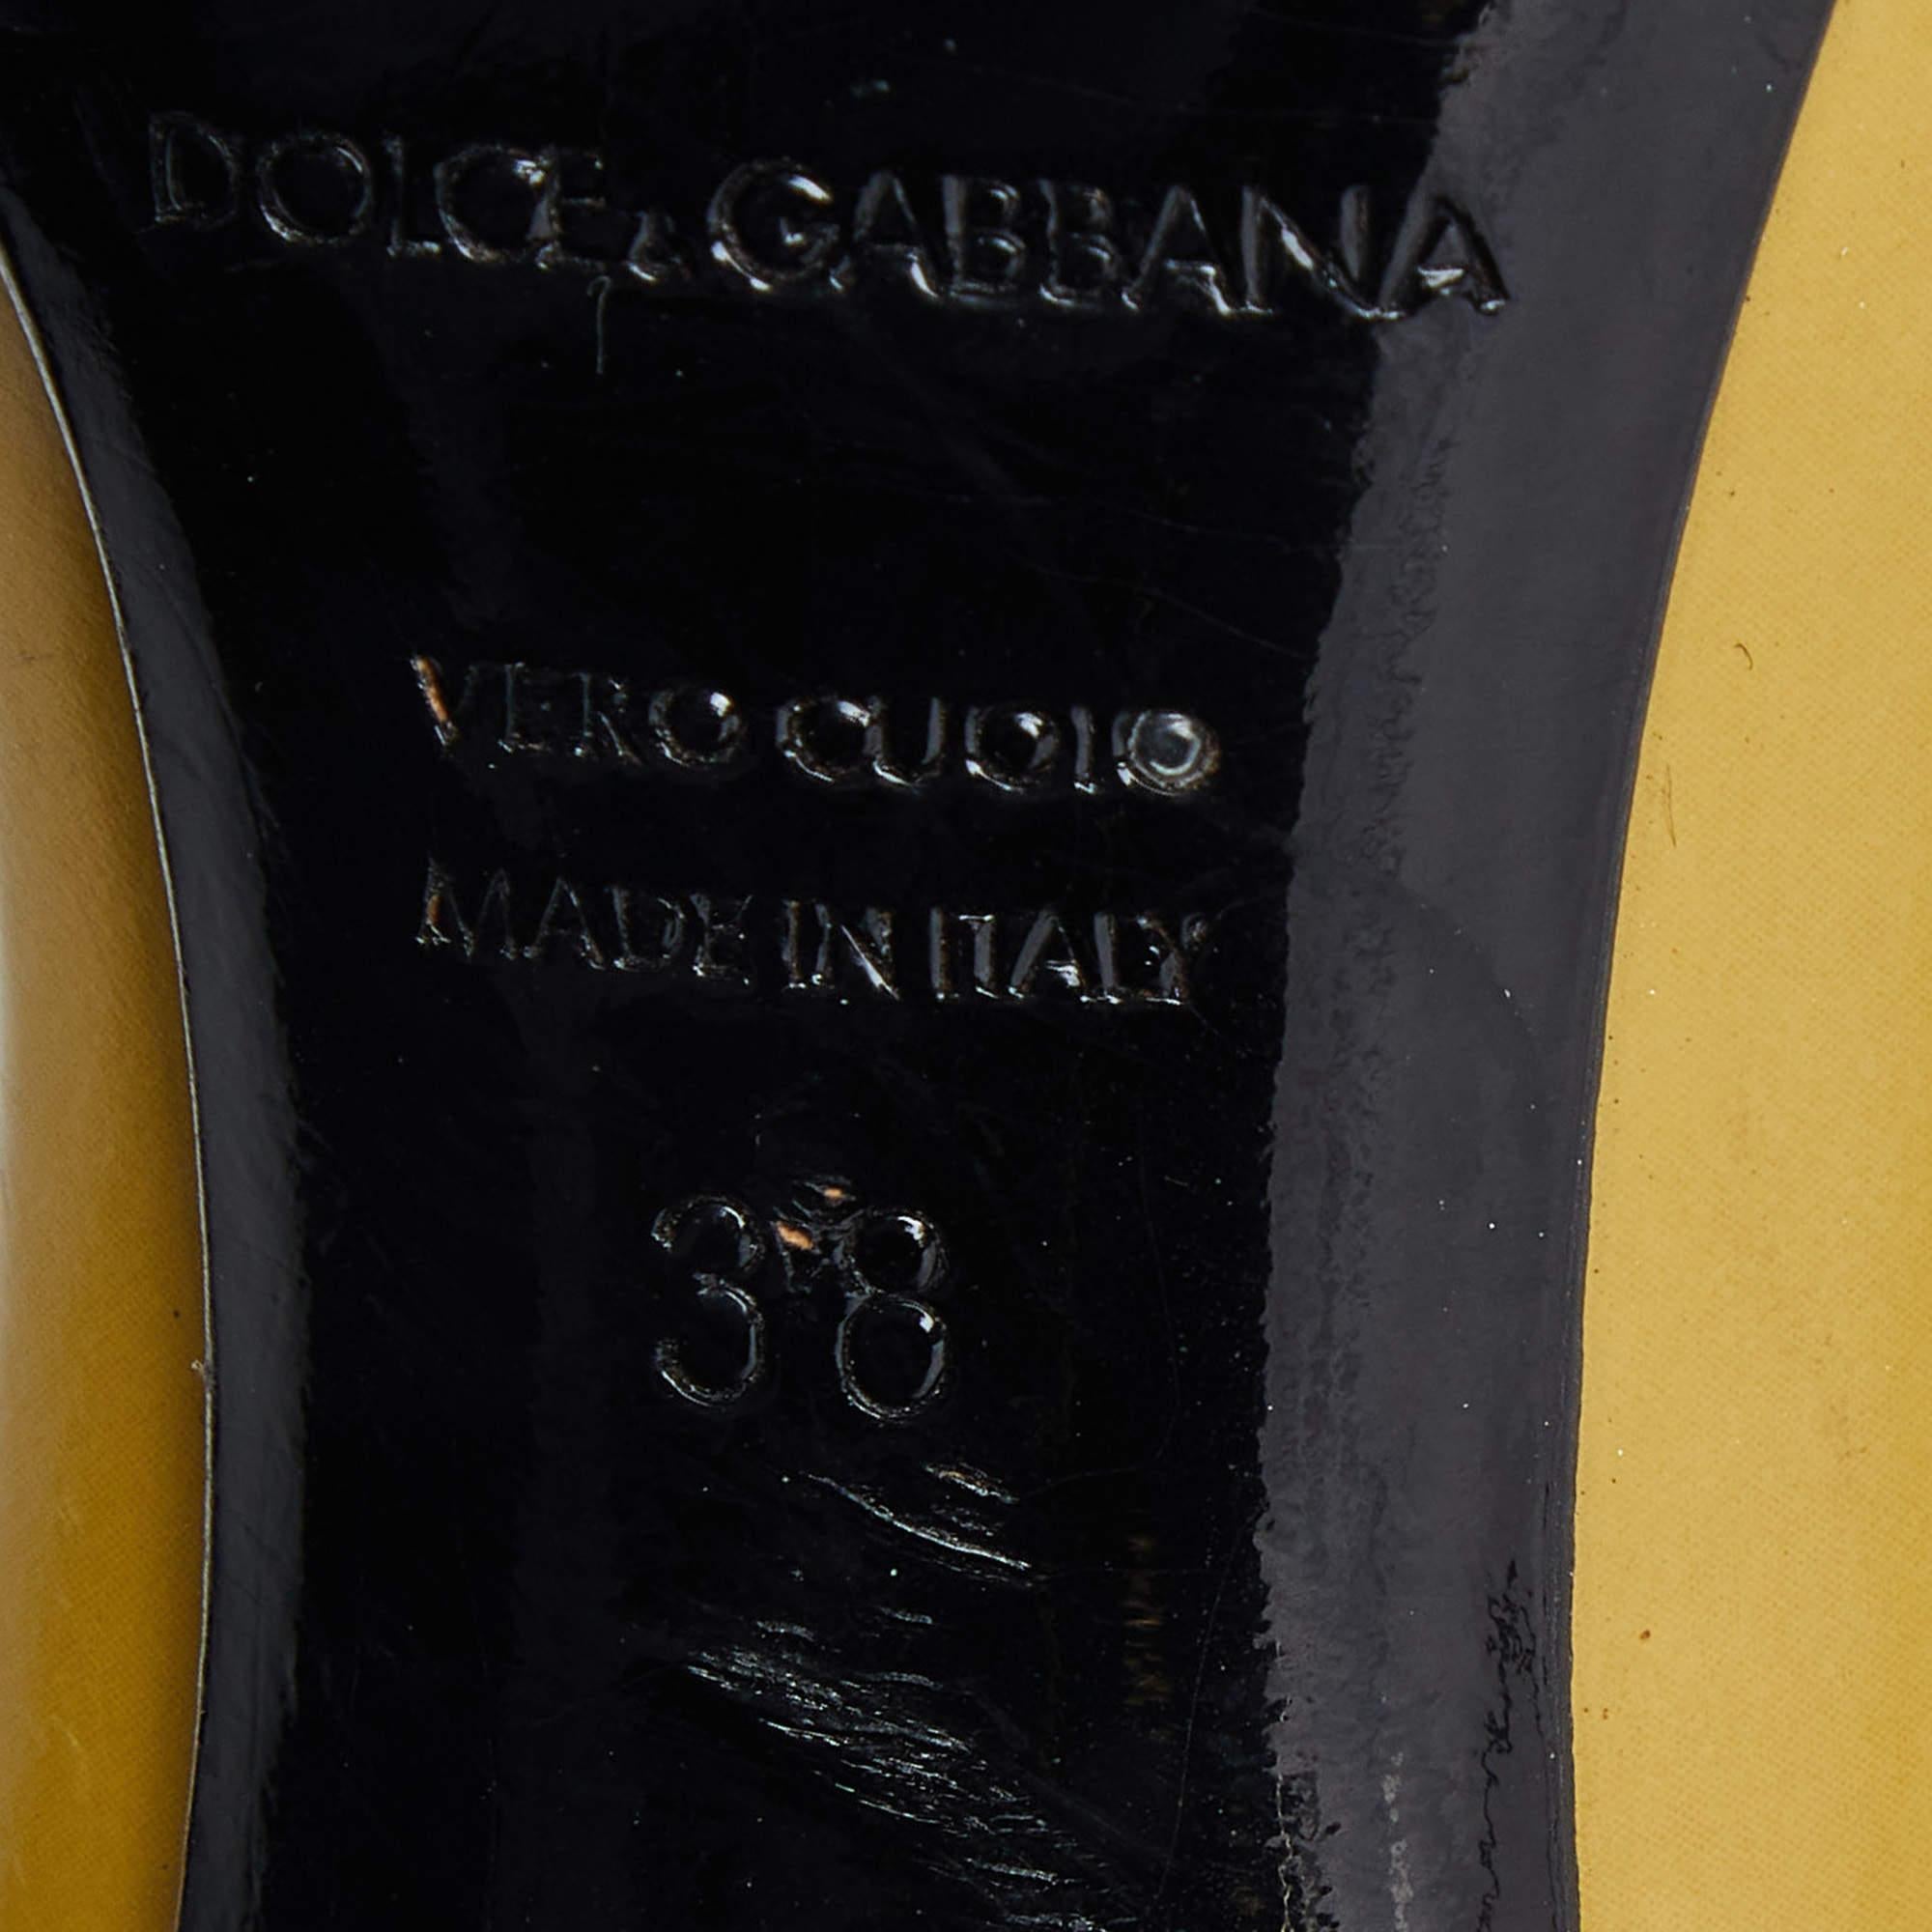 DOLCE & GABBANA
VERO CUOIO
MADE IN ITALY
38